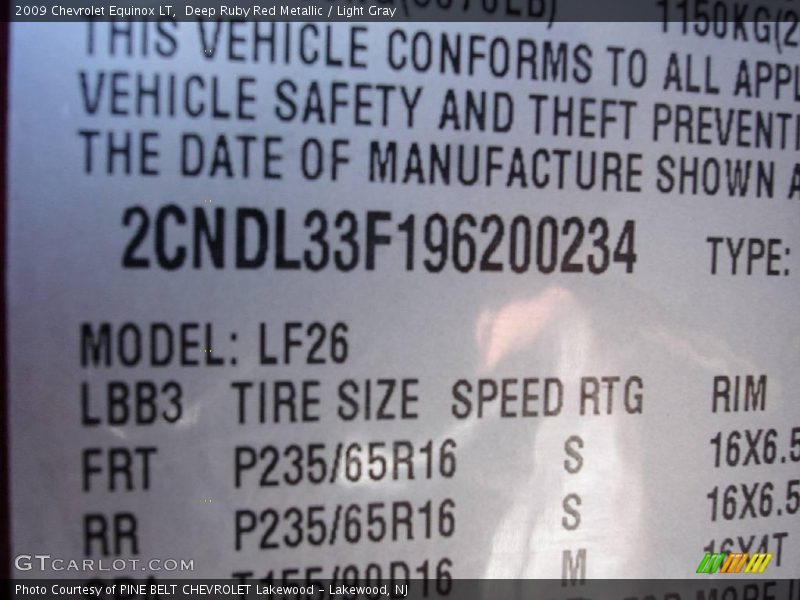 2009 Chevrolet Equinox LT, Deep Ruby Red Metallic / Light Gray
THIS VEHICLE CONFORMS TO ALL APPL
VEHICLE SAFETY AND THEFT PREVENTI
THE DATE OF MANUFACTURE SHOWN A
2CNDL33F196200234 TYPE:
MODEL: LF26
LBB3 TIRE SIZE SPEED RTG RIM
FRT P235/65R16 S 16X6.5
RR P235/65R16 S 16X6.5
M 16X4T
GTCARLOT.COM
Photo Courtesy of PINE BELT CHEVROLET Lakewood - Lakewood, NJ